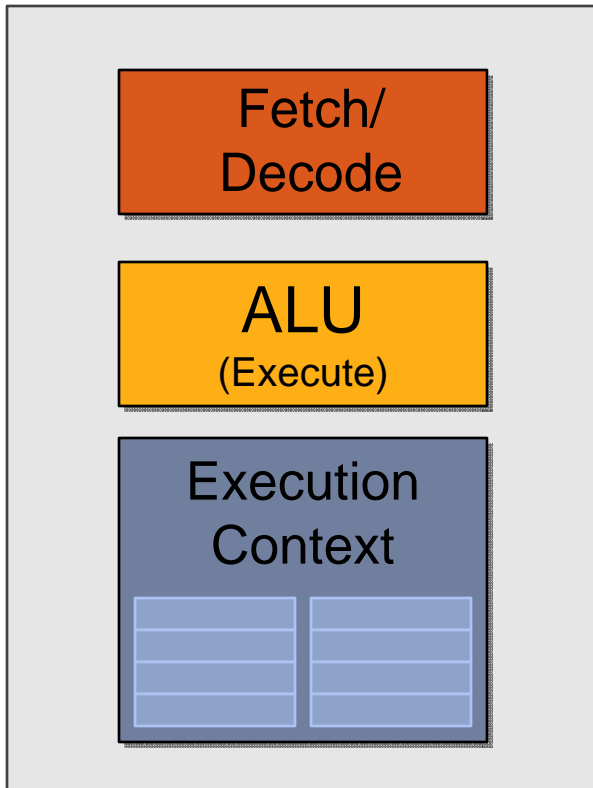 Fetch/
Decode
ALU
(Execute)
Execution
Context